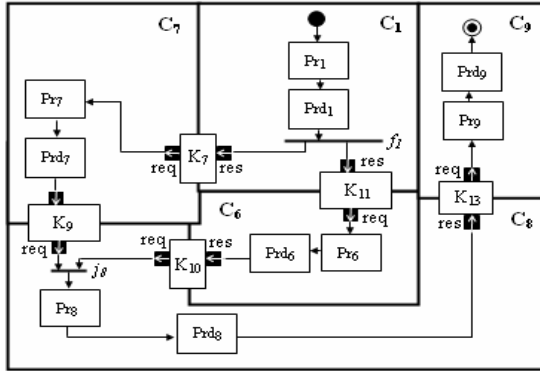 C7
C1
C9
Pr1
Prd9
Pr7
Prd1
Pr9
Prd7
K7
f1
req
res
res
req
req
K11
K13
K9
C6
req
res
C8
req
req
res
K10
Prd6
Pr6
j8
Pr8
Prd8